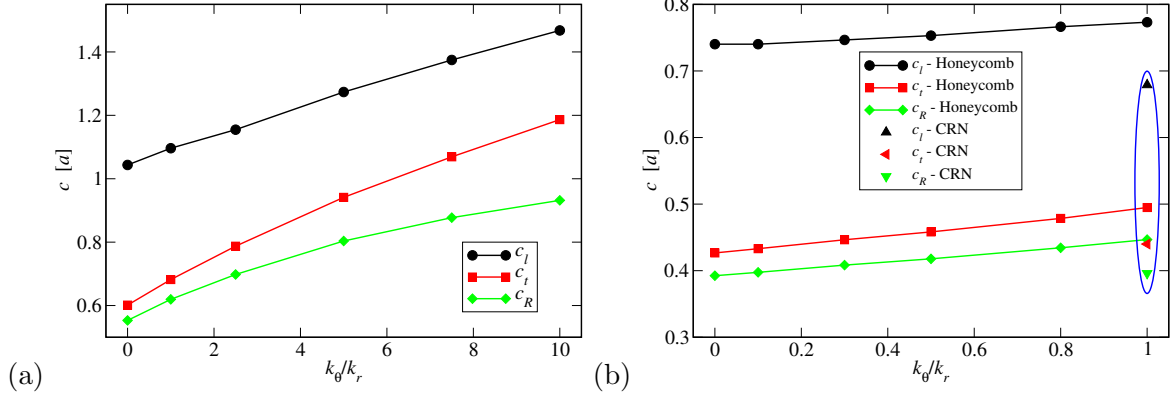 1.4
1.2
1
0.8
0.6
c [a]
0 2 4 6 8 10
k_θ/k_r
c_l
c_t
c_R
(a)
0.8
0.7
0.6
0.5
0.4
0.3
c [a]
0 0.2 0.4 0.6 0.8 1
k_θ/k_r
c_l - Honeycomb
c_t - Honeycomb
c_R - Honeycomb
c_l - CRN
c_t - CRN
c_R - CRN
(b)